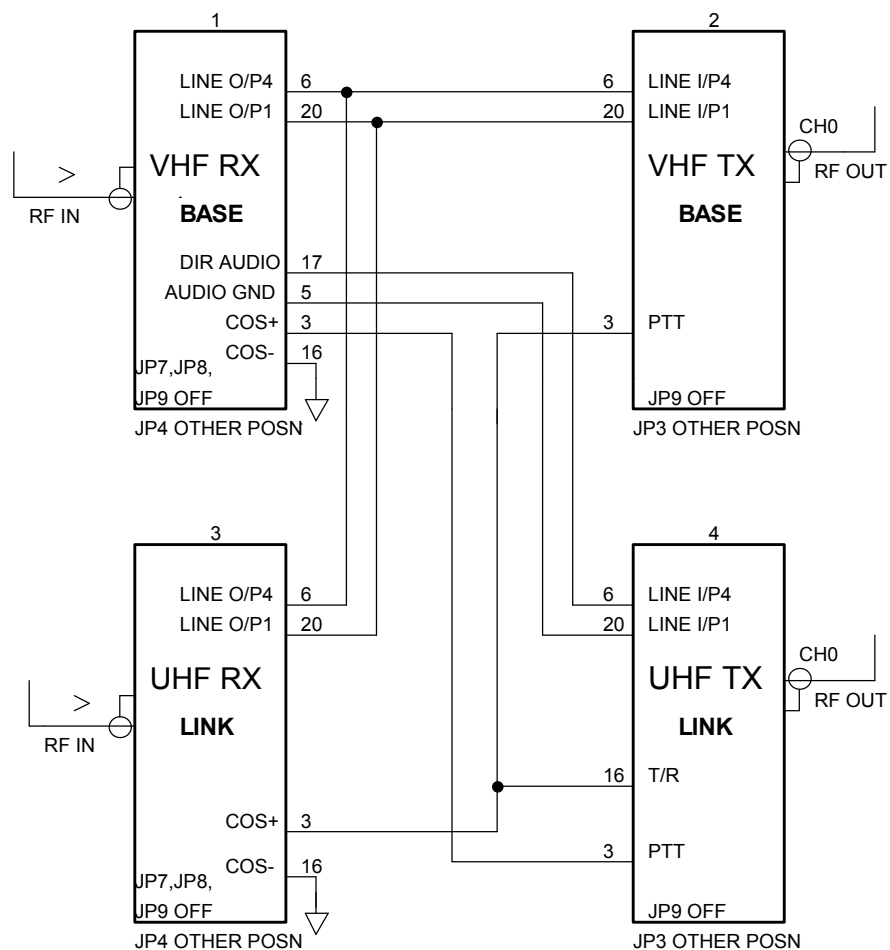 1
LINE O/P4 6
LINE O/P1 20
VHF RX
BASE
> RF IN
DIR AUDIO 17
AUDIO GND 5
COS+ 3
COS- 16
JP7,JP8,
JP9 OFF
JP4 OTHER POSN
2
6 LINE I/P4
20 LINE I/P1
CH0
VHF TX
RF OUT
BASE
3 PTT
JP9 OFF
JP3 OTHER POSN
3
LINE O/P4 6
LINE O/P1 20
UHF RX
LINK
> RF IN
COS+ 3
COS- 16
JP7,JP8,
JP9 OFF
JP4 OTHER POSN
4
6 LINE I/P4
20 LINE I/P1
CH0
UHF TX
RF OUT
LINK
16 T/R
3 PTT
JP9 OFF
JP3 OTHER POSN